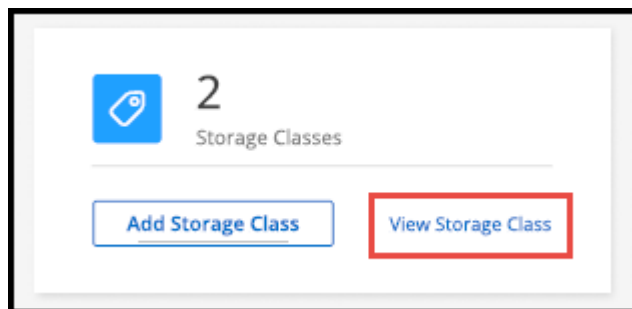 2
Storage Classes
Add Storage Class
View Storage Class